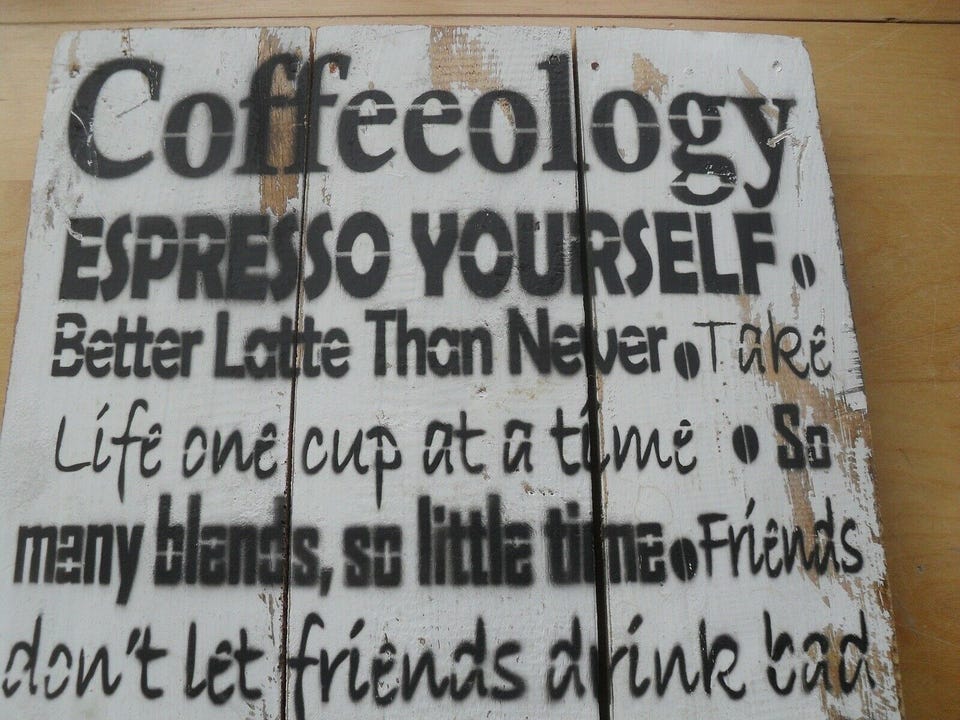 Coffeeology
ESPRESSO YOURSELF.
Better Latte Than Never. Take
Life one cup at a time • So
many blends, so little time. Friends
don't let friends drink bad